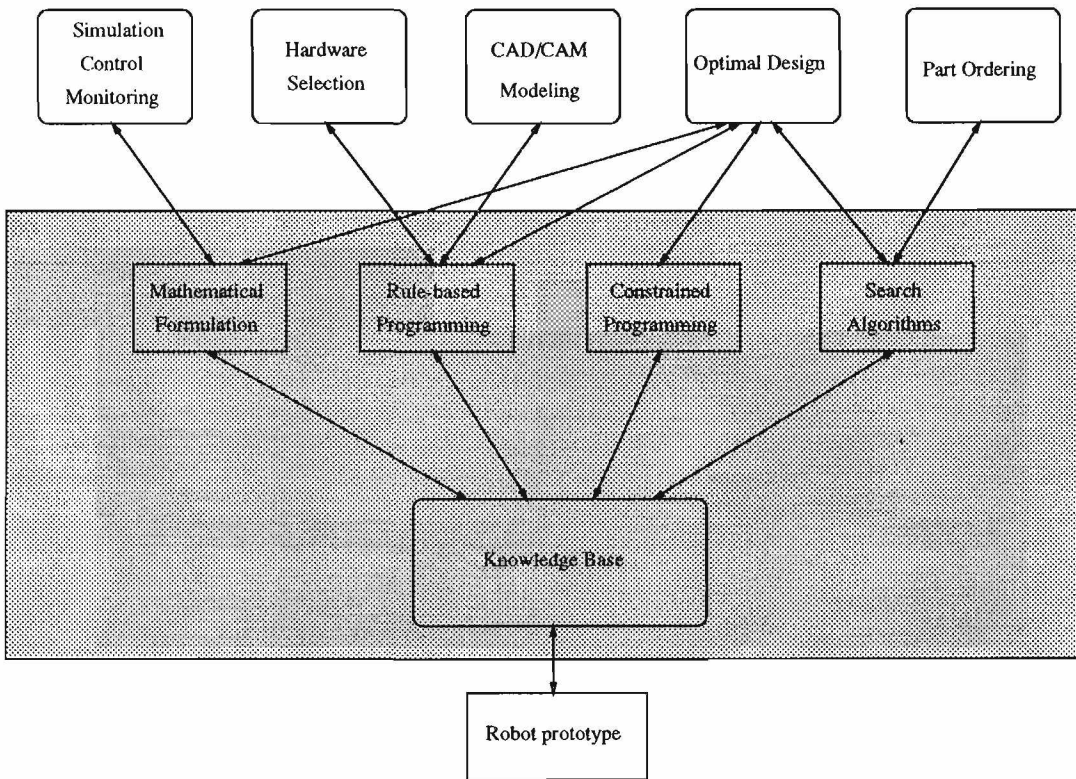 Simulation
Control
Monitoring
Hardware
Selection
CAD/CAM
Modeling
Optimal Design
Part Ordering
Mathematical
Formulation
Rule-based
Programming
Constrained
Programming
Search
Algorithms
Knowledge Base
Robot prototype